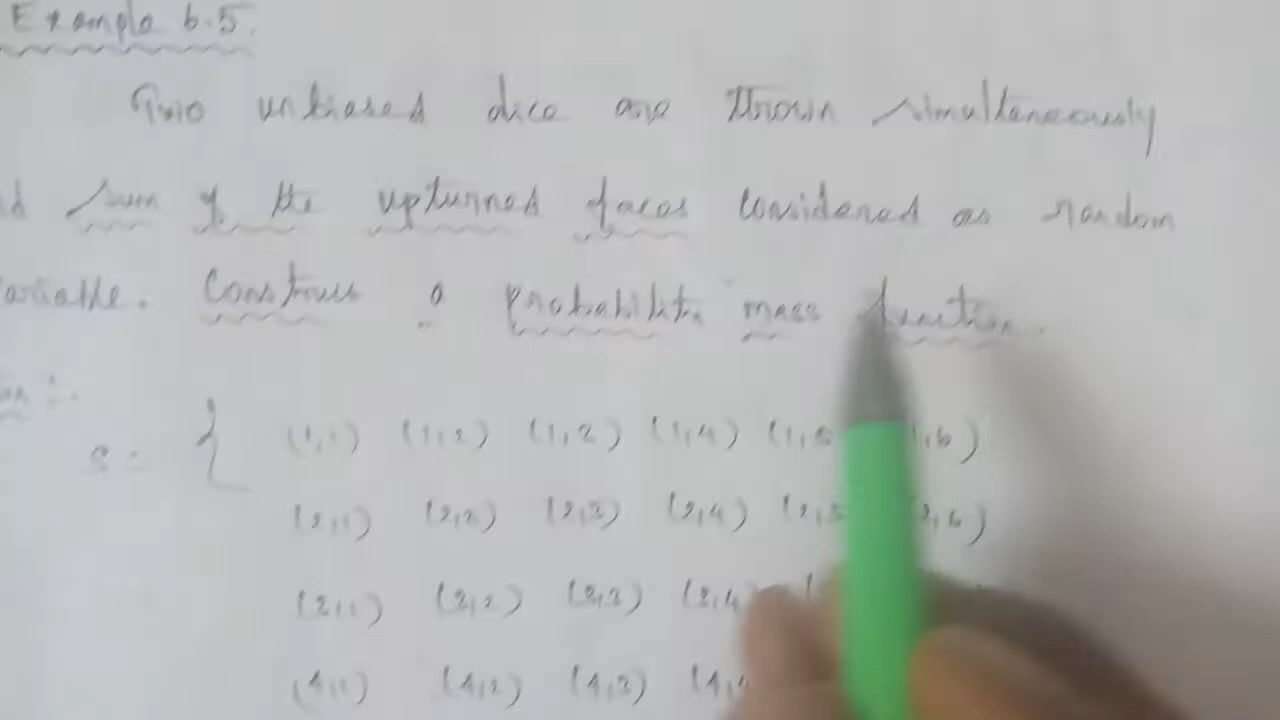 Example 6.5.
Two unbiased dice are thrown simultaneously
sum of the upturned faces considered as random
variable. Construct a probability mass function.
S = { (1,1) (1,2) (1,3) (1,4) (1,5 ,6)
(2,1) (2,2) (2,3) (2,4) (2,5 2,6)
(3,1) (3,2) (3,3) (3,4
(4,1) (4,2) (4,3) (4,4